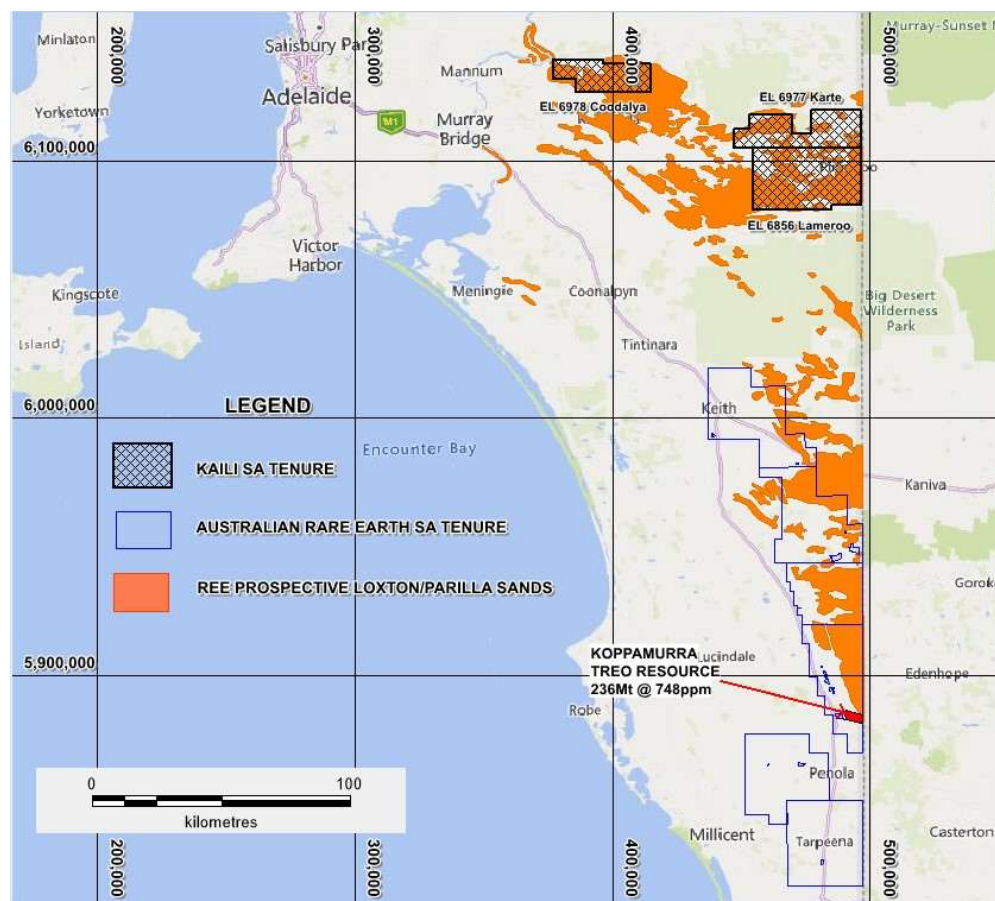 200,000
300,000
400,000
500,000
Murray-Sunset N
Minlaton
Salisbury Par
Mannum
Adelaide
EL 6978 Coodalya
EL 6977 Karte
Yorketown
M1
Murray
Bridge
6,100,000
EL 6856 Lameroo
Victor
Harbor
Meningie
Coonalpyn
Kingscote
Big Desert
Wilderness
Park
Island
Tintinara
LEGEND
Keith
6,000,000
Encounter Bay
KAILI SA TENURE
Kaniva
AUSTRALIAN RARE EARTH SA TENURE
REE PROSPECTIVE LOXTON/PARILLA SANDS
Goroke
KOPPAMURRA
TREO RESOURCE
236Mt @ 748ppm
Lucindale
5,900,000
Edenhope
Robe
0
100
kilometres
Penola
Millicent
Tarpeena
Casterton
200,000
300,000
400,000
500,000